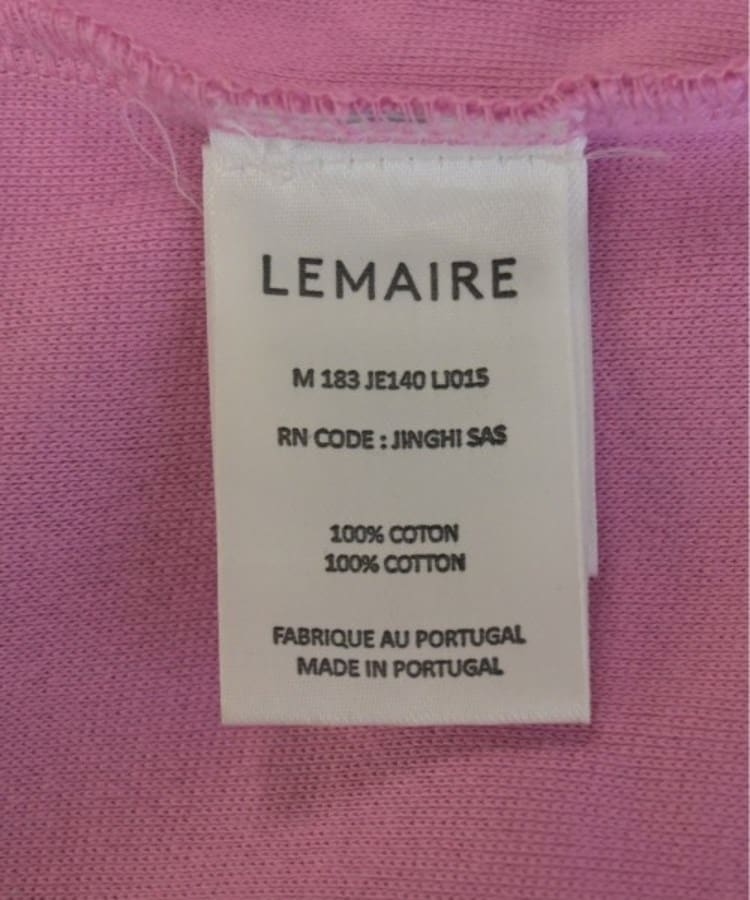 LEMAIRE
M 183 JE140 LJ015
RN CODE : JINGHI SAS
100% COTON
100% COTTON
FABRIQUE AU PORTUGAL
MADE IN PORTUGAL